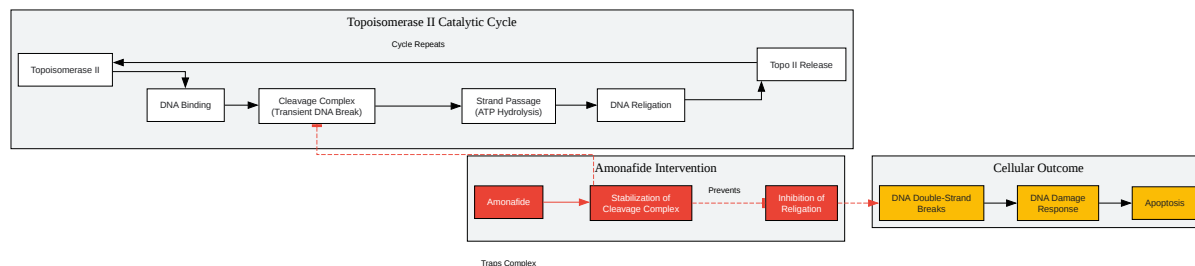 Topoisomerase II Catalytic Cycle
Cycle Repeats
Topoisomerase II
Topo II Release
DNA Binding
Cleavage Complex
(Transient DNA Break)
Strand Passage
(ATP Hydrolysis)
DNA Religation
Amonafide Intervention
Amonafide
Stabilization of
Cleavage Complex
Prevents
Inhibition of
Religation
Traps Complex
Cellular Outcome
DNA Double-Strand
Breaks
DNA Damage
Response
Apoptosis